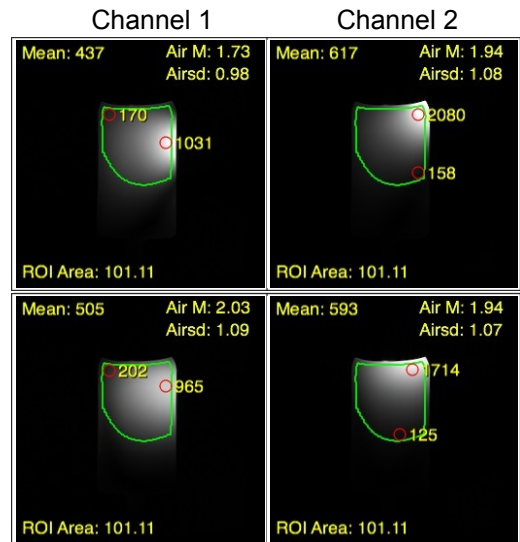 Channel 1 Channel 2
Mean: 437 Air M: 1.73
Airsd: 0.98
170
1031
ROI Area: 101.11
Mean: 617 Air M: 1.94
Airsd: 1.08
2080
158
ROI Area: 101.11
Mean: 505 Air M: 2.03
Airsd: 1.09
202
965
ROI Area: 101.11
Mean: 593 Air M: 1.94
Airsd: 1.07
1714
125
ROI Area: 101.11